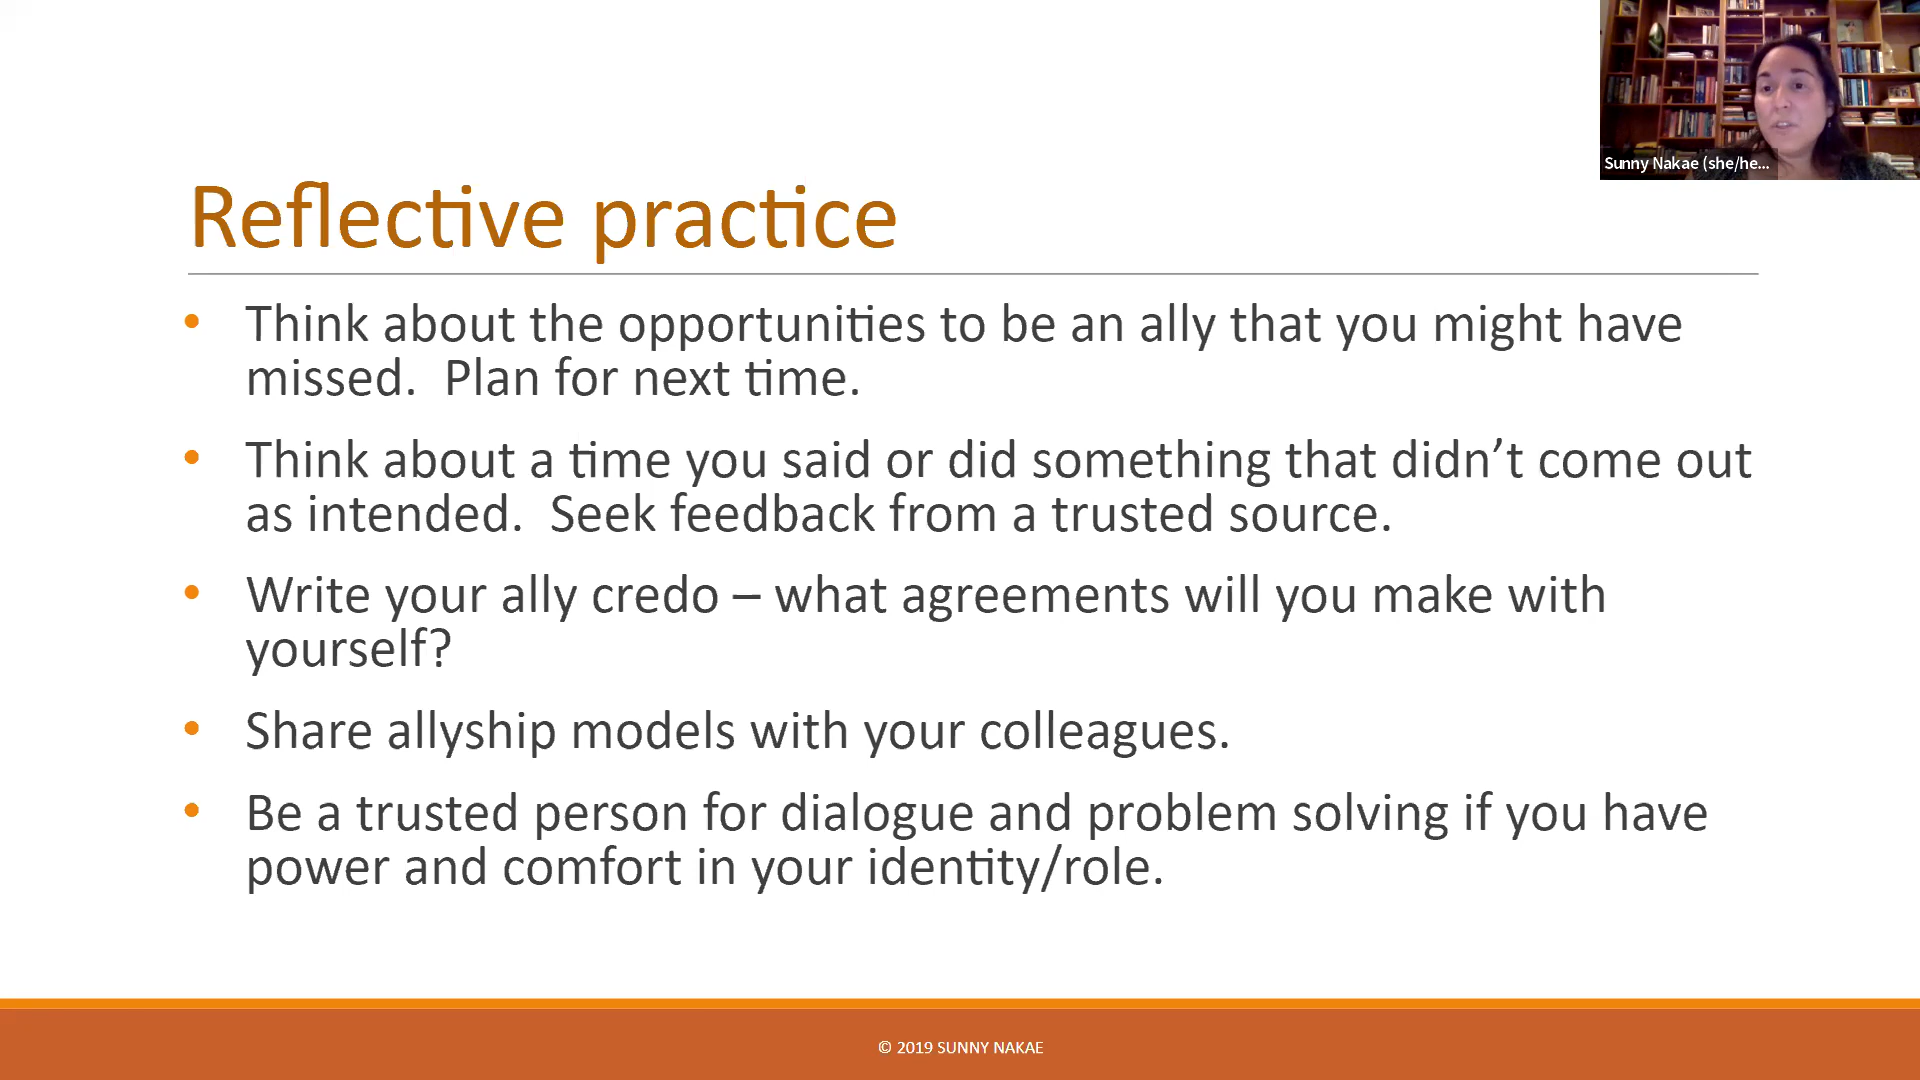 Sunny Nakae (she/he...
Reflective practice
• Think about the opportunities to be an ally that you might have
missed.  Plan for next time.
• Think about a time you said or did something that didn’t come out
as intended.  Seek feedback from a trusted source.
• Write your ally credo – what agreements will you make with
yourself?
• Share allyship models with your colleagues.
• Be a trusted person for dialogue and problem solving if you have
power and comfort in your identity/role.
© 2019 SUNNY NAKAE